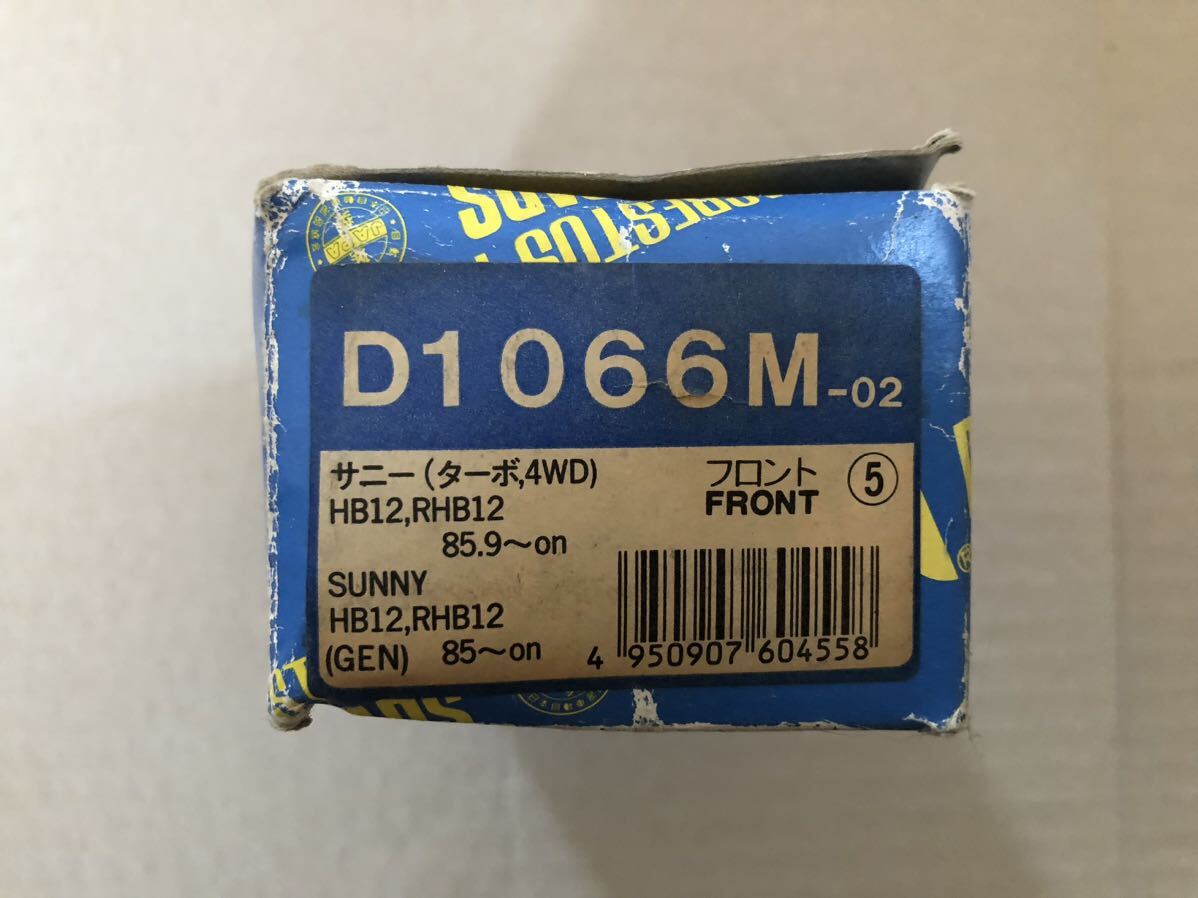 JAPA
D1066M-02
サニー(ターボ,4WD)
HB12,RHB12
85.9〜on
フロント ⑤
FRONT
SUNNY
HB12,RHB12
(GEN) 85〜on
4 950907 604558